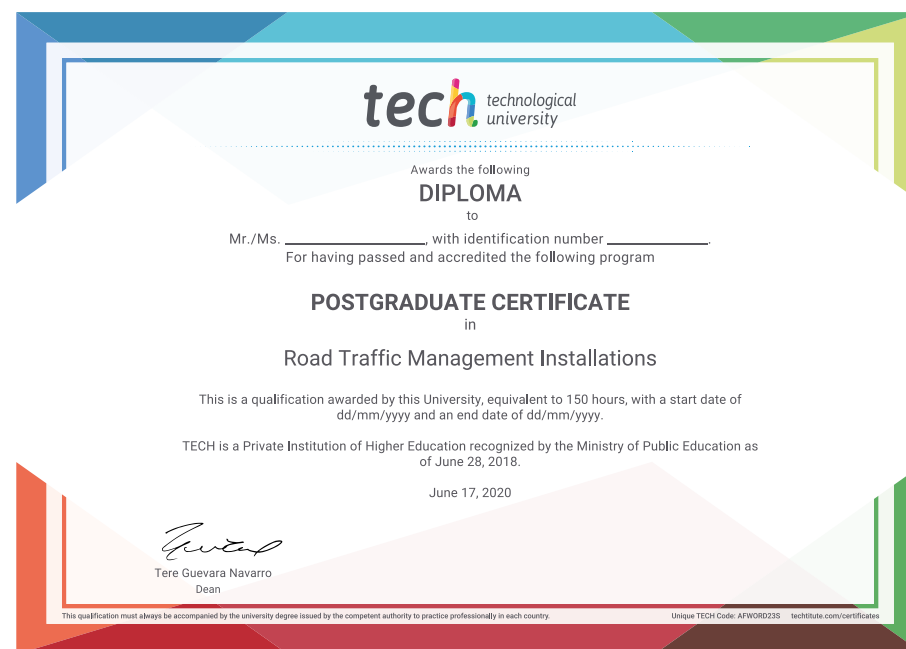 tech technological
university
Awards the following
DIPLOMA
to
Mr./Ms. ____________________, with identification number ______________.
For having passed and accredited the following program
POSTGRADUATE CERTIFICATE
in
Road Traffic Management Installations
This is a qualification awarded by this University, equivalent to 150 hours, with a start date of
dd/mm/yyyy and an end date of dd/mm/yyyy.
TECH is a Private Institution of Higher Education recognized by the Ministry of Public Education as
of June 28, 2018.
June 17, 2020
Tere Guevara Navarro
Dean
This qualification must always be accompanied by the university degree issued by the competent authority to practice professionally in each country.
Unique TECH Code: AFWORD23S techtitute.com/certificates